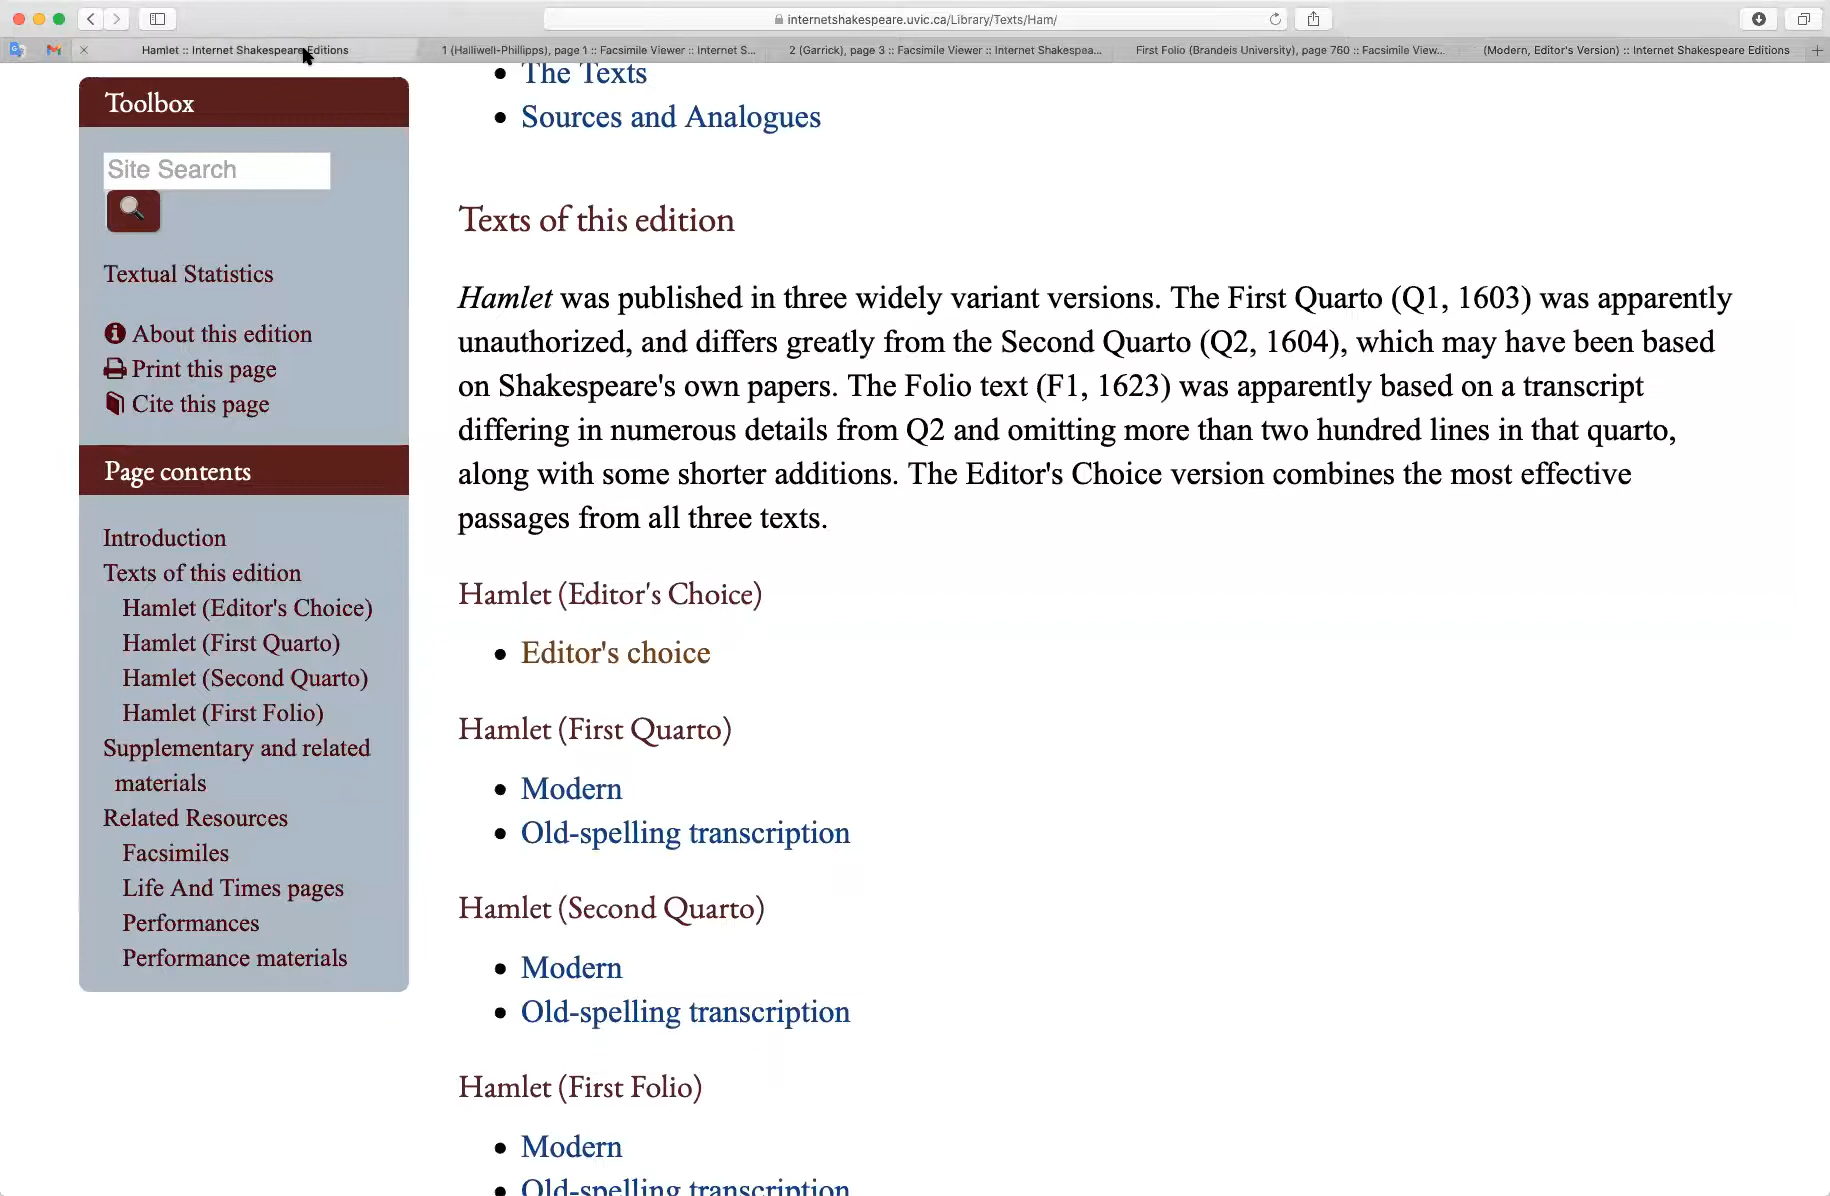 internetshakespeare.uvic.ca/Library/Texts/Ham/
Hamlet :: Internet Shakespeare Editions
1 (Halliwell-Phillipps), page 1 :: Facsimile Viewer :: Internet S...
2 (Garrick), page 3 :: Facsimile Viewer :: Internet Shakespea...
First Folio (Brandeis University), page 760 :: Facsimile View...
(Modern, Editor's Version) :: Internet Shakespeare Editions
Toolbox
Site Search
Textual Statistics
About this edition
Print this page
Cite this page
Page contents
Introduction
Texts of this edition
Hamlet (Editor's Choice)
Hamlet (First Quarto)
Hamlet (Second Quarto)
Hamlet (First Folio)
Supplementary and related
materials
Related Resources
Facsimiles
Life And Times pages
Performances
Performance materials
The Texts
Sources and Analogues
Texts of this edition
Hamlet was published in three widely variant versions. The First Quarto (Q1, 1603) was apparently
unauthorized, and differs greatly from the Second Quarto (Q2, 1604), which may have been based
on Shakespeare's own papers. The Folio text (F1, 1623) was apparently based on a transcript
differing in numerous details from Q2 and omitting more than two hundred lines in that quarto,
along with some shorter additions. The Editor's Choice version combines the most effective
passages from all three texts.
Hamlet (Editor's Choice)
Editor's choice
Hamlet (First Quarto)
Modern
Old-spelling transcription
Hamlet (Second Quarto)
Modern
Old-spelling transcription
Hamlet (First Folio)
Modern
Old-spelling transcription